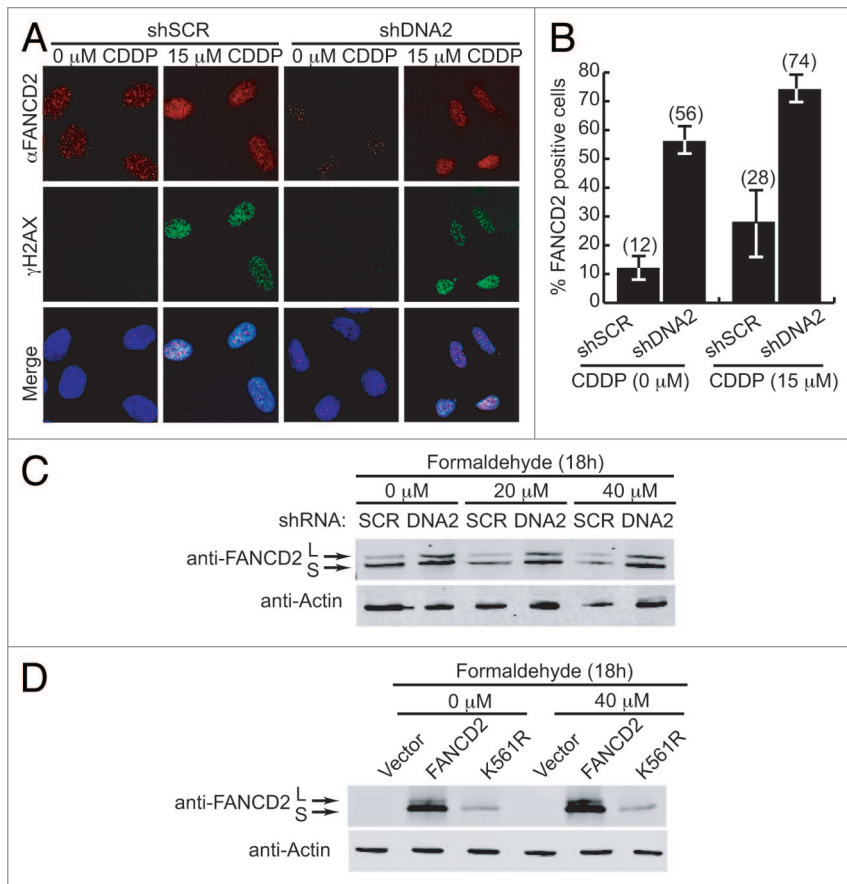 A
shSCR
shDNA2
0 μM CDDP 15 μM CDDP 0 μM CDDP 15 μM CDDP
αFANCD2
γH2AX
Merge
B
% FANCD2 positive cells
80
70
60
50
40
30
20
10
0
(12)
(56)
(28)
(74)
shSCR shDNA2 shSCR shDNA2
CDDP (0 μM) CDDP (15 μM)
C
Formaldehyde (18h)
0 μM 20 μM 40 μM
shRNA: SCR DNA2 SCR DNA2 SCR DNA2
anti-FANCD2 L
S
anti-Actin
D
Formaldehyde (18h)
0 μM 40 μM
Vector FANCD2 K561R Vector FANCD2 K561R
anti-FANCD2 L
S
anti-Actin